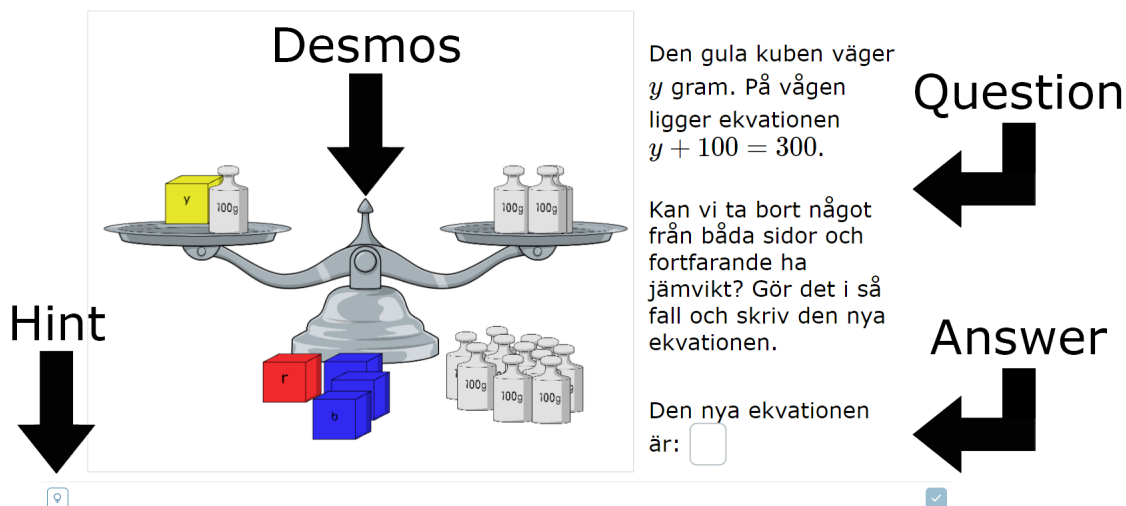 Desmos
Den gula kuben väger
y gram. På vågen
ligger ekvationen
y + 100 = 300.
Question
Kan vi ta bort något
från båda sidor och
fortfarande ha
jämvikt? Gör det i så
fall och skriv den nya
ekvationen.
Hint
Answer
Den nya ekvationen
är:
y
100g
100g
100g
r
b
100g
100g
100g